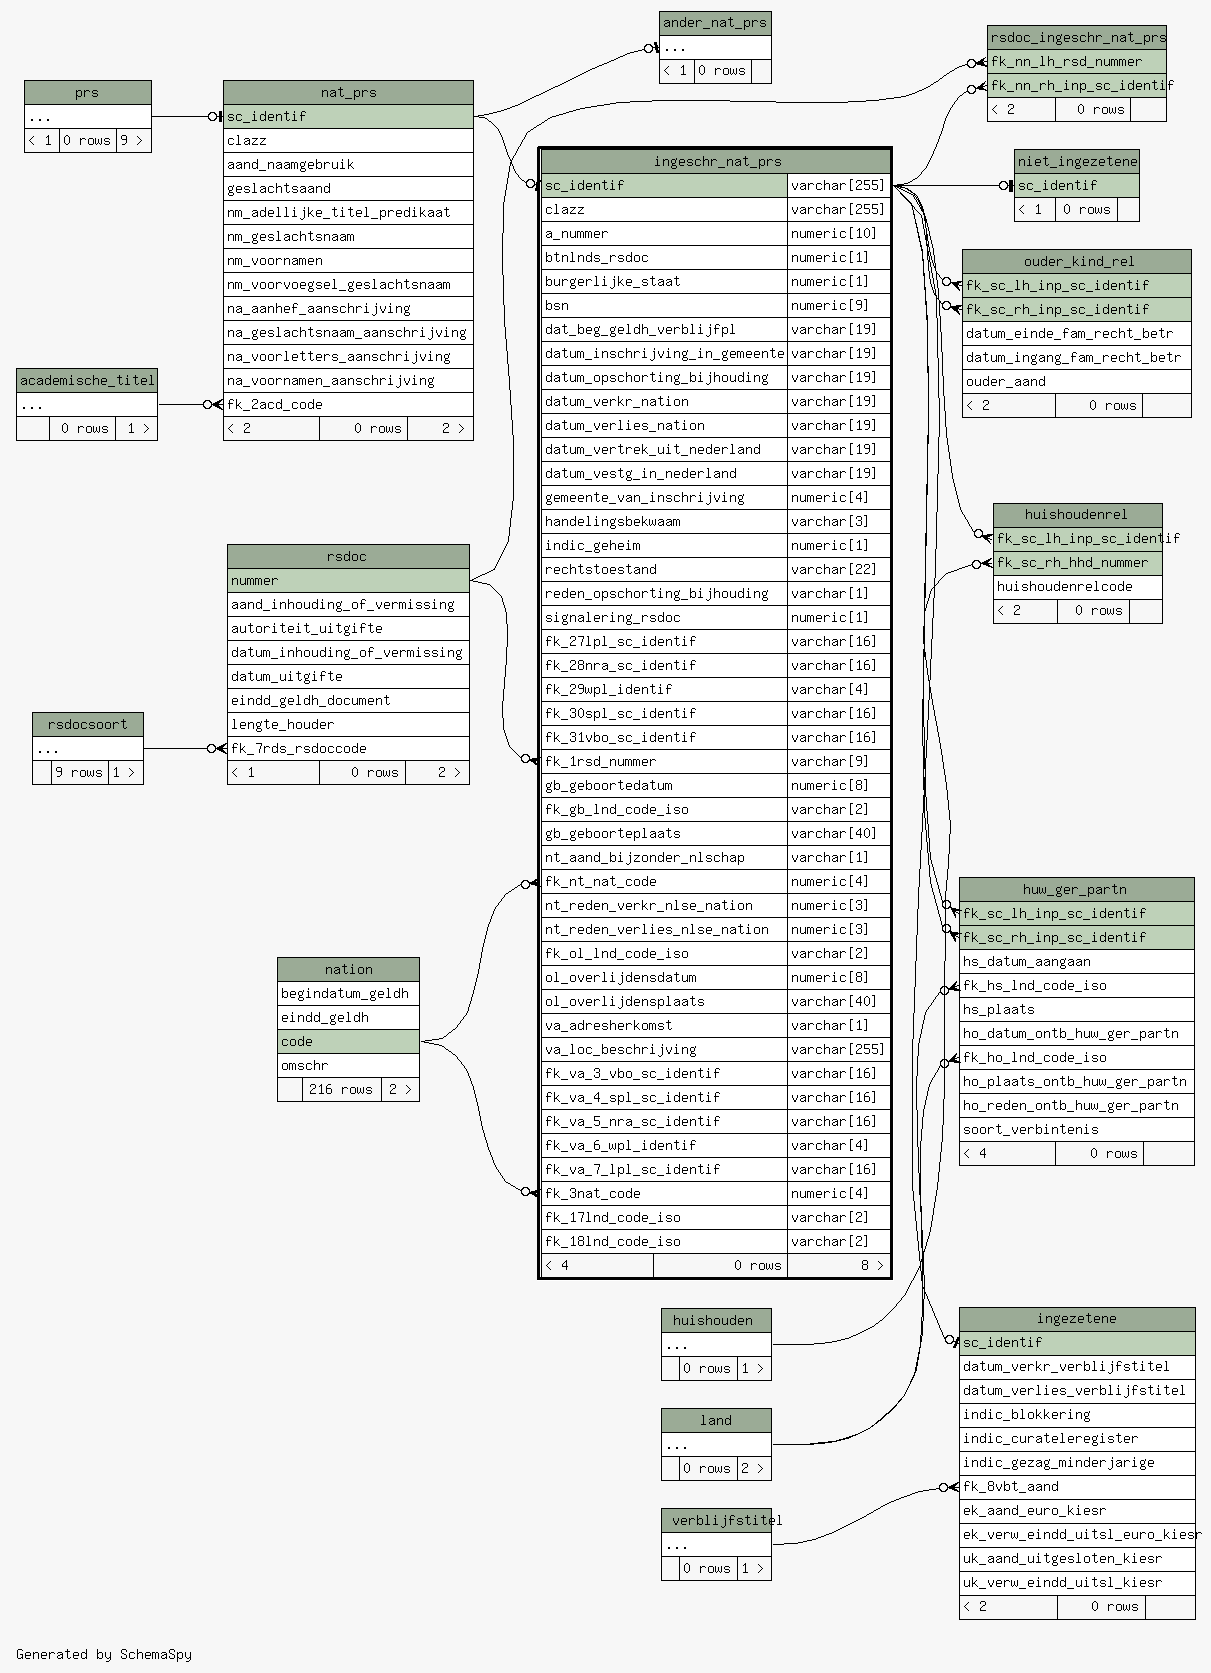 ander_nat_prs
...
< 1 0 rows
rsdoc_ingeschr_nat_prs
fk_nn_lh_rsd_nummer
fk_nn_rh_inp_sc_identif
< 2 0 rows
prs
...
< 1 0 rows 9 >
nat_prs
sc_identif
clazz
aand_naamgebruik
geslachtsaand
nm_adellijke_titel_predikaat
nm_geslachtsnaam
nm_voornamen
nm_voorvoegsel_geslachtsnaam
na_aanhef_aanschrijving
na_geslachtsnaam_aanschrijving
na_voorletters_aanschrijving
na_voornamen_aanschrijving
fk_2acd_code
< 2 0 rows 2 >
academische_titel
...
0 rows 1 >
ingeschr_nat_prs
sc_identif varchar[255]
clazz varchar[255]
a_nummer numeric[10]
btnlnds_rsdoc numeric[1]
burgerlijke_staat numeric[1]
bsn numeric[9]
dat_beg_geldh_verblijfpl varchar[19]
datum_inschrijving_in_gemeente varchar[19]
datum_opschorting_bijhouding varchar[19]
datum_verkr_nation varchar[19]
datum_verlies_nation varchar[19]
datum_vertrek_uit_nederland varchar[19]
datum_vestg_in_nederland varchar[19]
gemeente_van_inschrijving numeric[4]
handelingsbekwaam varchar[3]
indic_geheim numeric[1]
rechtstoestand varchar[22]
reden_opschorting_bijhouding varchar[1]
signalering_rsdoc numeric[1]
fk_27lpl_sc_identif varchar[16]
fk_28nra_sc_identif varchar[16]
fk_29wpl_identif varchar[4]
fk_30spl_sc_identif varchar[16]
fk_31vbo_sc_identif varchar[16]
fk_1rsd_nummer varchar[9]
gb_geboortedatum numeric[8]
fk_gb_lnd_code_iso varchar[2]
gb_geboorteplaats varchar[40]
nt_aand_bijzonder_nlschap varchar[1]
fk_nt_nat_code numeric[4]
nt_reden_verkr_nlse_nation numeric[3]
nt_reden_verlies_nlse_nation numeric[3]
fk_ol_lnd_code_iso varchar[2]
ol_overlijdensdatum numeric[8]
ol_overlijdensplaats varchar[40]
va_adresherkomst varchar[1]
va_loc_beschrijving varchar[255]
fk_va_3_vbo_sc_identif varchar[16]
fk_va_4_spl_sc_identif varchar[16]
fk_va_5_nra_sc_identif varchar[16]
fk_va_6_wpl_identif varchar[4]
fk_va_7_lpl_sc_identif varchar[16]
fk_3nat_code numeric[4]
fk_17lnd_code_iso varchar[2]
fk_18lnd_code_iso varchar[2]
< 4 0 rows 8 >
niet_ingezetene
sc_identif
< 1 0 rows
ouder_kind_rel
fk_sc_lh_inp_sc_identif
fk_sc_rh_inp_sc_identif
datum_einde_fam_recht_betr
datum_ingang_fam_recht_betr
ouder_aand
< 2 0 rows
huishoudenrel
fk_sc_lh_inp_sc_identif
fk_sc_rh_hhd_nummer
huishoudenrelcode
< 2 0 rows
rsdoc
nummer
aand_inhouding_of_vermissing
autoriteit_uitgifte
datum_inhouding_of_vermissing
datum_uitgifte
eindd_geldh_document
lengte_houder
fk_7rds_rsdoccode
< 1 0 rows 2 >
rsdocsoort
...
9 rows 1 >
huw_ger_partn
fk_sc_lh_inp_sc_identif
fk_sc_rh_inp_sc_identif
hs_datum_aangaan
fk_hs_lnd_code_iso
hs_plaats
ho_datum_ontb_huw_ger_partn
fk_ho_lnd_code_iso
ho_plaats_ontb_huw_ger_partn
ho_reden_ontb_huw_ger_partn
soort_verbintenis
< 4 0 rows
nation
begindatum_geldh
eindd_geldh
code
omschr
216 rows 2 >
huishouden
...
0 rows 1 >
land
...
0 rows 2 >
verblijfstitel
...
0 rows 1 >
ingezetene
sc_identif
datum_verkr_verblijfstitel
datum_verlies_verblijfstitel
indic_blokkering
indic_curateleregister
indic_gezag_minderjarige
fk_8vbt_aand
ek_aand_euro_kiesr
ek_verw_eindd_uitsl_euro_kiesr
uk_aand_uitgesloten_kiesr
uk_verw_eindd_uitsl_kiesr
< 2 0 rows
Generated by SchemaSpy